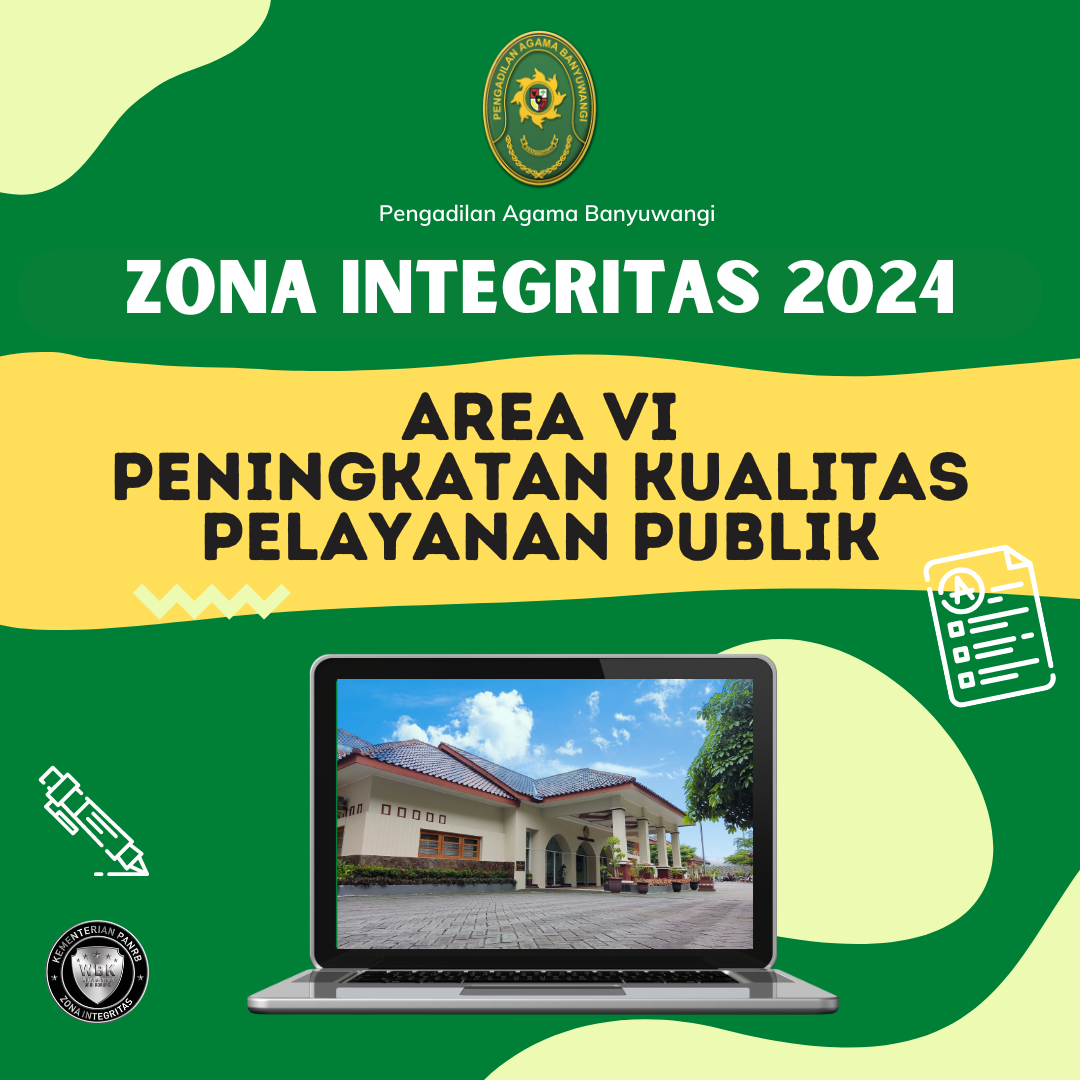 PENGADILAN AGAMA BANYUWANGI
Pengadilan Agama Banyuwangi
ZONA INTEGRITAS 2024
AREA VI
PENINGKATAN KUALITAS
PELAYANAN PUBLIK
A
KEMENTERIAN PANRB
WBK
ZONA INTEGRITAS